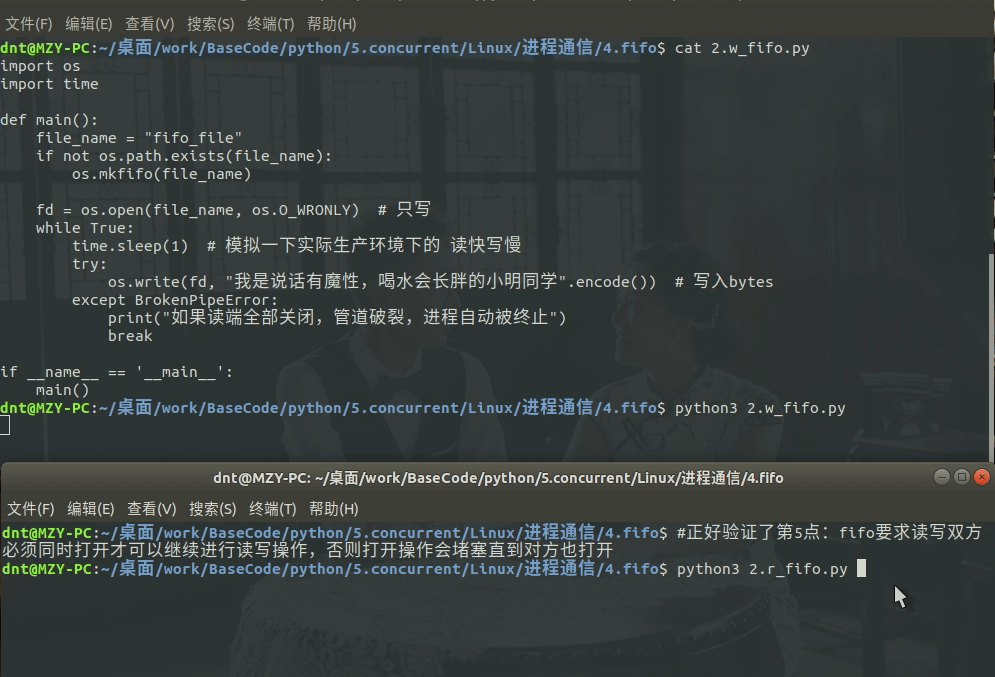 文件(F) 编辑(E) 查看(V) 搜索(S) 终端(T) 帮助(H)
dnt@MZY-PC:~/桌面/work/BaseCode/python/5.concurrent/Linux/进程通信/4.fifo$ cat 2.w_fifo.py
import os
import time
def main():
    file_name = "fifo_file"
    if not os.path.exists(file_name):
        os.mkfifo(file_name)
    fd = os.open(file_name, os.O_WRONLY)  # 只写
    while True:
        time.sleep(1)  # 模拟一下实际生产环境下的 读快写慢
        try:
            os.write(fd, "我是说话有魔性，喝水会长胖的小明同学".encode())  # 写入bytes
        except BrokenPipeError:
            print("如果读端全部关闭，管道破裂，进程自动被终止")
            break
if __name__ == '__main__':
    main()
dnt@MZY-PC:~/桌面/work/BaseCode/python/5.concurrent/Linux/进程通信/4.fifo$ python3 2.w_fifo.py
dnt@MZY-PC: ~/桌面/work/BaseCode/python/5.concurrent/Linux/进程通信/4.fifo
文件(F) 编辑(E) 查看(V) 搜索(S) 终端(T) 帮助(H)
dnt@MZY-PC:~/桌面/work/BaseCode/python/5.concurrent/Linux/进程通信/4.fifo$ #正好验证了第5点：fifo要求读写双方
必须同时打开才可以继续进行读写操作，否则打开操作会堵塞直到对方也打开
dnt@MZY-PC:~/桌面/work/BaseCode/python/5.concurrent/Linux/进程通信/4.fifo$ python3 2.r_fifo.py